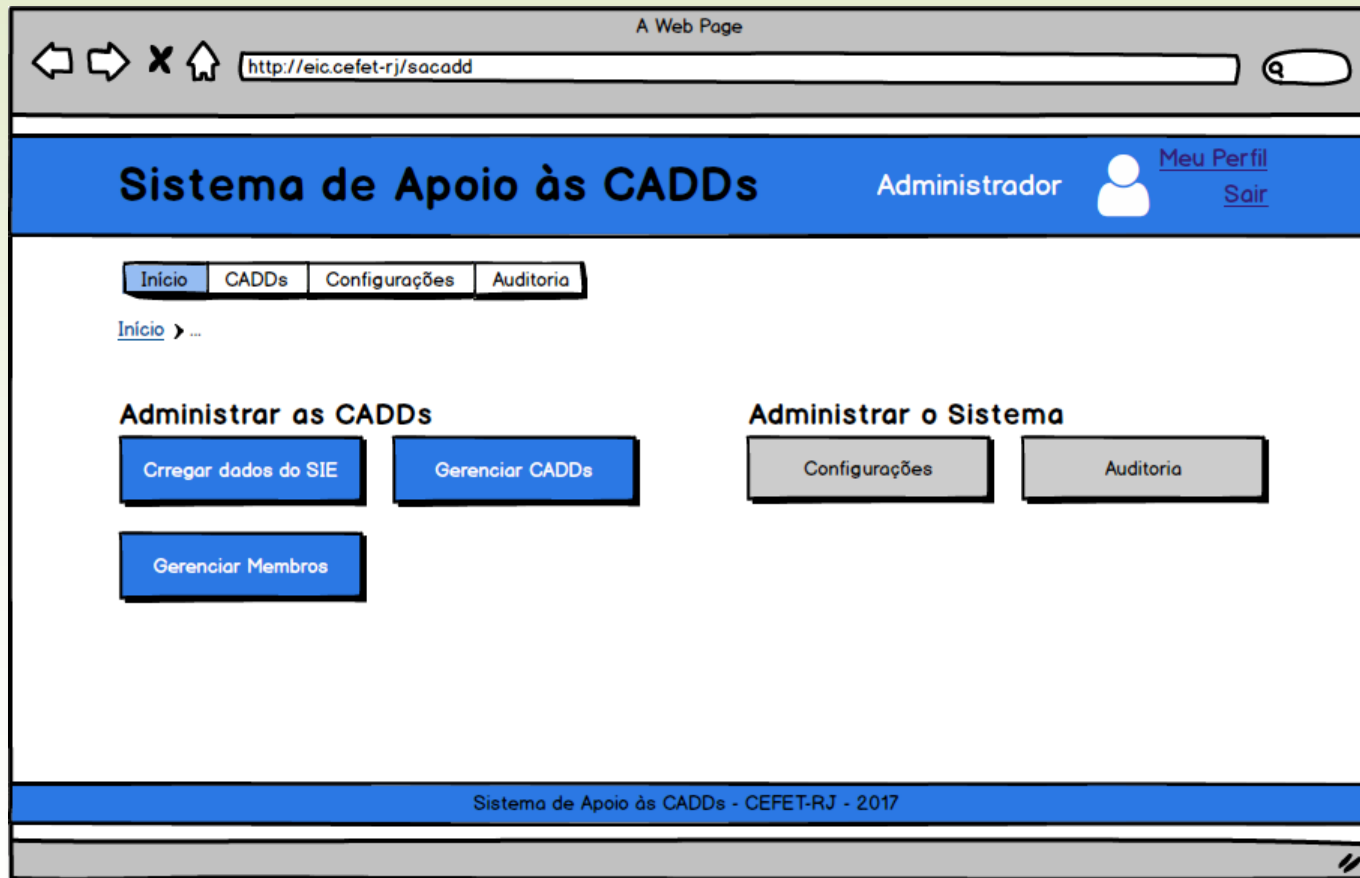 A Web Page
http://eic.cefet-rj/sacadd
Sistema de Apoio às CADDs
Administrador
Meu Perfil
Sair
Início CADDs Configurações Auditoria
Início ...
Administrar as CADDs
Administrar o Sistema
Crregar dados do SIE
Gerenciar CADDs
Configurações
Auditoria
Gerenciar Membros
Sistema de Apoio às CADDs - CEFET-RJ - 2017